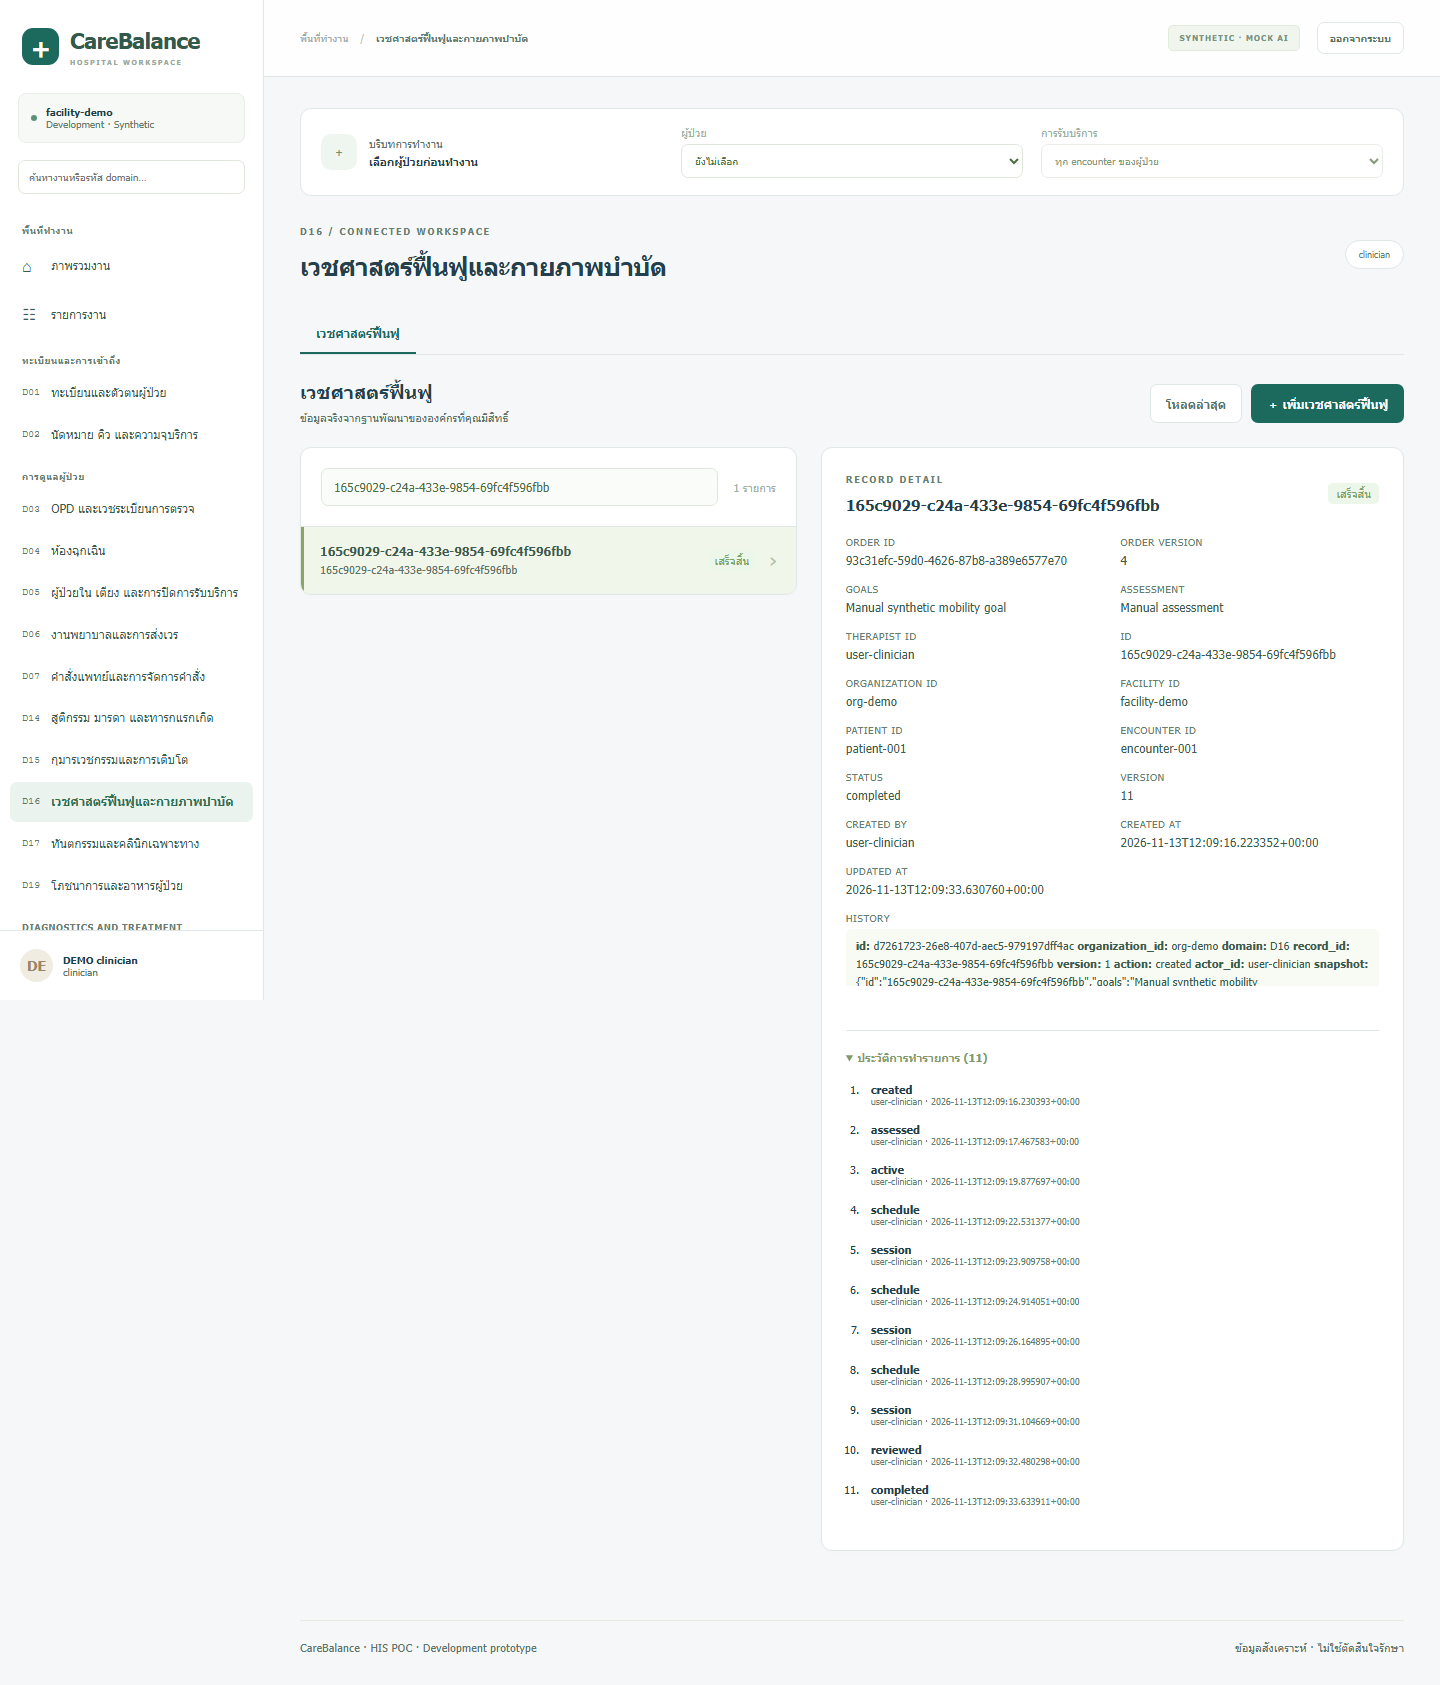 +
CareBalance
HOSPITAL WORKSPACE
facility-demo
Development · Synthetic
ค้นหางานหรือรหัส domain...
พื้นที่ทำงาน
ภาพรวมงาน
รายการงาน
ทะเบียนและการเข้าถึง
D01 ทะเบียนและตัวตนผู้ป่วย
D02 นัดหมาย คิว และความจุบริการ
การดูแลผู้ป่วย
D03 OPD และเวชระเบียนการตรวจ
D04 ห้องฉุกเฉิน
D05 ผู้ป่วยใน เตียง และการปิดการรับบริการ
D06 งานพยาบาลและการส่งเวร
D07 คำสั่งแพทย์และการจัดการคำสั่ง
D14 สูติกรรม มารดา และทารกแรกเกิด
D15 กุมารเวชกรรมและการเติบโต
D16 เวชศาสตร์ฟื้นฟูและกายภาพบำบัด
D17 ทันตกรรมและคลินิกเฉพาะทาง
D19 โภชนาการและอาหารผู้ป่วย
DIAGNOSTICS AND TREATMENT
DE
DEMO clinician
clinician
พื้นที่ทำงาน / เวชศาสตร์ฟื้นฟูและกายภาพบำบัด
SYNTHETIC · MOCK AI
ออกจากระบบ
+
บริบทการทำงาน
เลือกผู้ป่วยก่อนทำงาน
ผู้ป่วย
ยังไม่เลือก
การรับบริการ
ทุก encounter ของผู้ป่วย
D16 / CONNECTED WORKSPACE
เวชศาสตร์ฟื้นฟูและกายภาพบำบัด
clinician
เวชศาสตร์ฟื้นฟู
เวชศาสตร์ฟื้นฟู
ข้อมูลจริงจากฐานพัฒนาขององค์กรที่คุณมีสิทธิ์
โหลดล่าสุด
+ เพิ่มเวชศาสตร์ฟื้นฟู
165c9029-c24a-433e-9854-69fc4f596fbb
1 รายการ
165c9029-c24a-433e-9854-69fc4f596fbb
165c9029-c24a-433e-9854-69fc4f596fbb
เสร็จสิ้น
RECORD DETAIL
165c9029-c24a-433e-9854-69fc4f596fbb
เสร็จสิ้น
ORDER ID
93c31efc-59d0-4626-87b8-a389e6577e70
ORDER VERSION
4
GOALS
Manual synthetic mobility goal
ASSESSMENT
Manual assessment
THERAPIST ID
user-clinician
ID
165c9029-c24a-433e-9854-69fc4f596fbb
ORGANIZATION ID
org-demo
FACILITY ID
facility-demo
PATIENT ID
patient-001
ENCOUNTER ID
encounter-001
STATUS
completed
VERSION
11
CREATED BY
user-clinician
CREATED AT
2026-11-13T12:09:16.223352+00:00
UPDATED AT
2026-11-13T12:09:33.630760+00:00
HISTORY
id: d7261723-26e8-407d-aec5-979197dff4ac organization_id: org-demo domain: D16 record_id:
165c9029-c24a-433e-9854-69fc4f596fbb version: 1 action: created actor_id: user-clinician snapshot:
{"id":"165c9029-c24a-433e-9854-69fc4f596fbb","goals":"Manual synthetic mobility
▼ ประวัติการทำรายการ (11)
1. created
user-clinician · 2026-11-13T12:09:16.230393+00:00
2. assessed
user-clinician · 2026-11-13T12:09:17.467583+00:00
3. active
user-clinician · 2026-11-13T12:09:19.877697+00:00
4. schedule
user-clinician · 2026-11-13T12:09:22.531377+00:00
5. session
user-clinician · 2026-11-13T12:09:23.909758+00:00
6. schedule
user-clinician · 2026-11-13T12:09:24.914051+00:00
7. session
user-clinician · 2026-11-13T12:09:26.164895+00:00
8. schedule
user-clinician · 2026-11-13T12:09:28.995907+00:00
9. session
user-clinician · 2026-11-13T12:09:31.104669+00:00
10. reviewed
user-clinician · 2026-11-13T12:09:32.480298+00:00
11. completed
user-clinician · 2026-11-13T12:09:33.633911+00:00
CareBalance · HIS POC · Development prototype
ข้อมูลสังเคราะห์ · ไม่ใช้ตัดสินใจรักษา